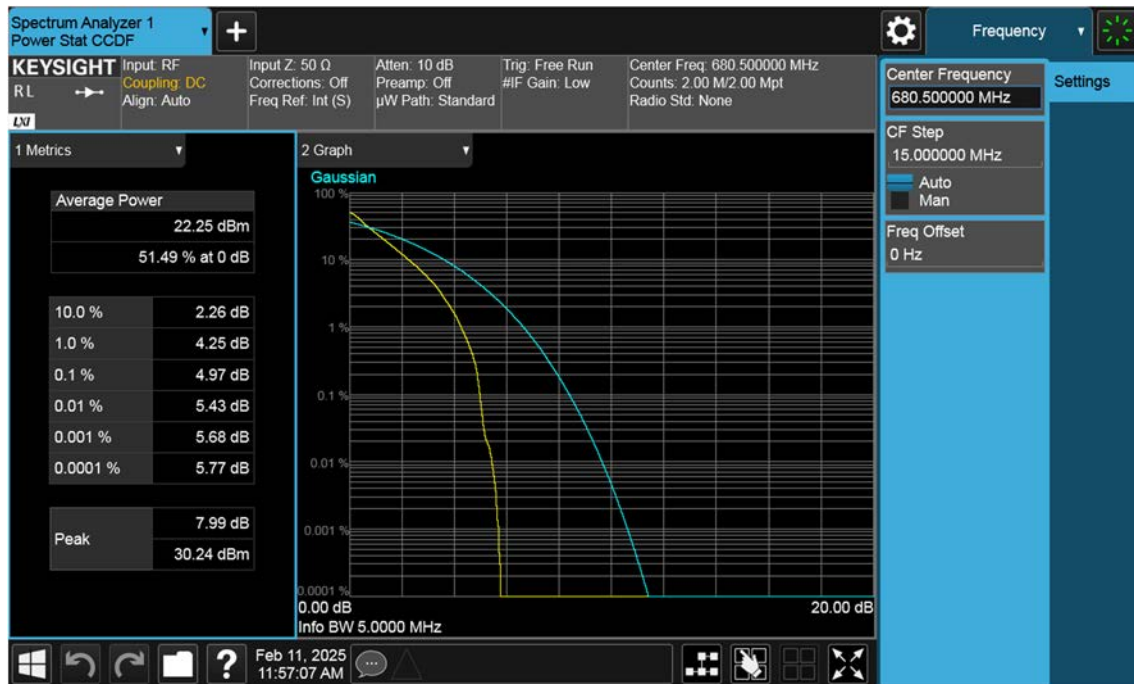 Spectrum Analyzer 1
Power Stat CCDF
Frequency
KEYSIGHT
R L
LXI
Input: RF
Coupling: DC
Align: Auto
Input Z: 50 Ω
Corrections: Off
Freq Ref: Int (S)
Atten: 10 dB
Preamp: Off
µW Path: Standard
Trig: Free Run
#IF Gain: Low
Center Freq: 680.500000 MHz
Counts: 2.00 M/2.00 Mpt
Radio Std: None
Center Frequency
680.500000 MHz
Settings
CF Step
15.000000 MHz
Auto
Man
Freq Offset
0 Hz
1 Metrics
Average Power
22.25 dBm
51.49 % at 0 dB
10.0 % 2.26 dB
1.0 % 4.25 dB
0.1 % 4.97 dB
0.01 % 5.43 dB
0.001 % 5.68 dB
0.0001 % 5.77 dB
Peak
7.99 dB
30.24 dBm
2 Graph
Gaussian
100 %
10 %
1 %
0.1 %
0.01 %
0.001 %
0.0001 %
0.00 dB 20.00 dB
Info BW 5.0000 MHz
?
Feb 11, 2025
11:57:07 AM